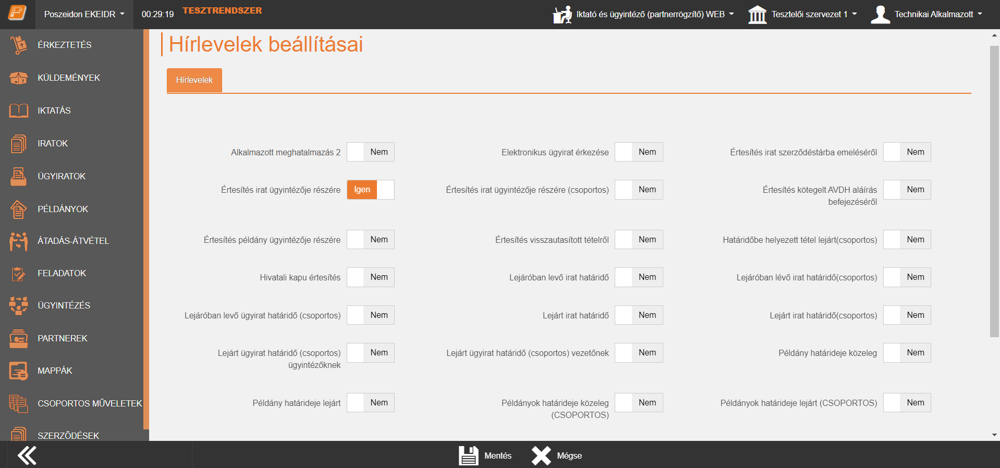 Poszeidon EKEIDR
00:29:19
TESZTRENDSZER
Iktató és ügyintéző (partnerrögzítő) WEB
Tesztelői szervezet 1
Technikai Alkalmazott
ÉRKEZTETÉS
KÜLDEMÉNYEK
IKTATÁS
IRATOK
ÜGYIRATOK
PÉLDÁNYOK
ÁTADÁS-ÁTVÉTEL
FELADATOK
ÜGYINTÉZÉS
PARTNEREK
MAPPÁK
CSOPORTOS MŰVELETEK
SZERZŐDÉSEK
Hírlevelek beállításai
Hírlevelek
Alkalmazott meghatalmazás 2 Nem
Elektronikus ügyirat érkezése Nem
Értesítés irat szerződéstárba emeléséről Nem
Értesítés irat ügyintézője részére Igen
Értesítés irat ügyintézője részére (csoportos) Nem
Értesítés kötegelt AVDH aláírás Nem
befejezéséről
Értesítés példány ügyintézője részére Nem
Értesítés visszautasított tételről Nem
Határidőbe helyezett tétel lejárt(csoportos) Nem
Hivatali kapu értesítés Nem
Lejáróban levő irat határidő Nem
Lejáróban lévő irat határidő(csoportos) Nem
Lejáróban levő ügyirat határidő (csoportos) Nem
Lejárt irat határidő Nem
Lejárt irat határidő(csoportos) Nem
Lejárt ügyirat határidő (csoportos) Nem
ügyintézőknek
Lejárt ügyirat határidő (csoportos) vezetőnek Nem
Példány határideje közeleg Nem
Példány határideje lejárt Nem
Példányok határideje közeleg Nem
(CSOPORTOS)
Példányok határideje lejárt (CSOPORTOS) Nem
Mentés
Mégse